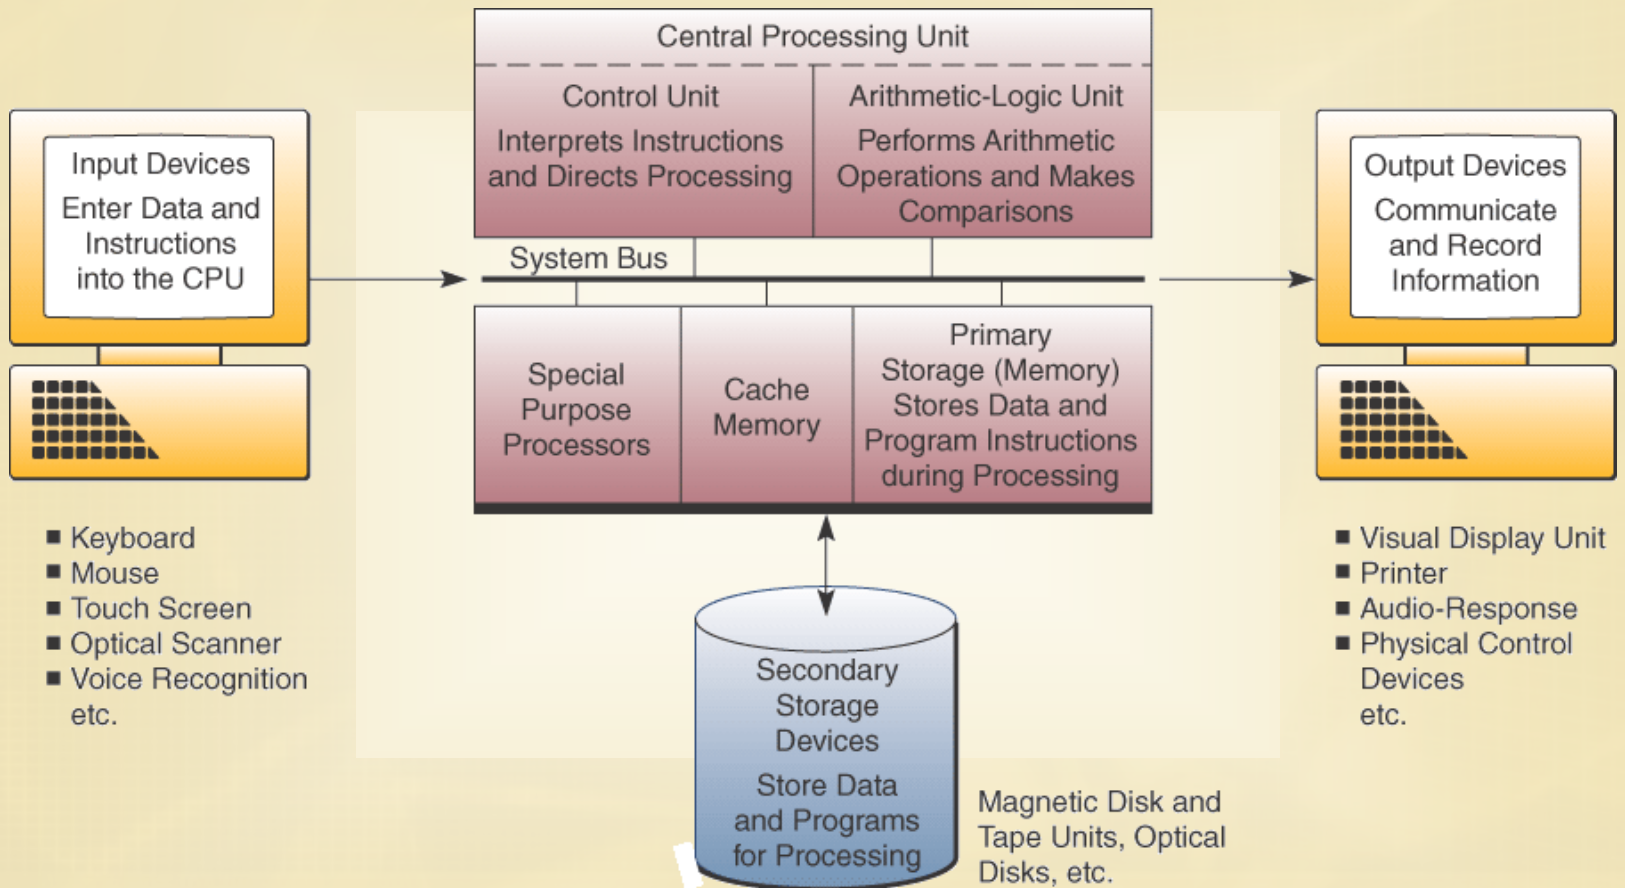 Central Processing Unit
Control Unit
Interprets Instructions
and Directs Processing
Arithmetic-Logic Unit
Performs Arithmetic
Operations and Makes
Comparisons
Input Devices
Enter Data and
Instructions
into the CPU
System Bus
Output Devices
Communicate
and Record
Information
Special
Purpose
Processors
Cache
Memory
Primary
Storage (Memory)
Stores Data and
Program Instructions
during Processing
Keyboard
Mouse
Touch Screen
Optical Scanner
Voice Recognition
etc.
Visual Display Unit
Printer
Audio-Response
Physical Control
Devices
etc.
Secondary
Storage
Devices
Store Data
and Programs
for Processing
Magnetic Disk and
Tape Units, Optical
Disks, etc.